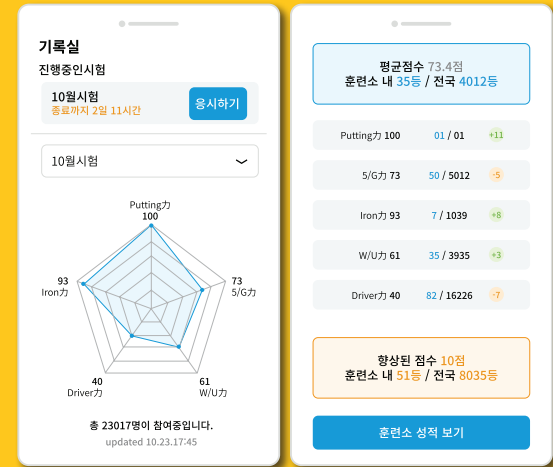 기록실
진행중인시험
10월시험
종료까지 2일 11시간
응시하기
10월시험
Putting力
100
93
Iron力
73
5/G力
40
Driver力
61
W/U力
총 23017명이 참여중입니다.
updated 10.23.17:45
평균점수 73.4점
훈련소 내 35등 / 전국 4012등
Putting力 100 01 / 01 +11
5/G力 73 50 / 5012 -5
Iron力 93 7 / 1039 +8
W/U力 61 35 / 3935 +3
Driver力 40 82 / 16226 -7
향상된 점수 10점
훈련소 내 51등 / 전국 8035등
훈련소 성적 보기